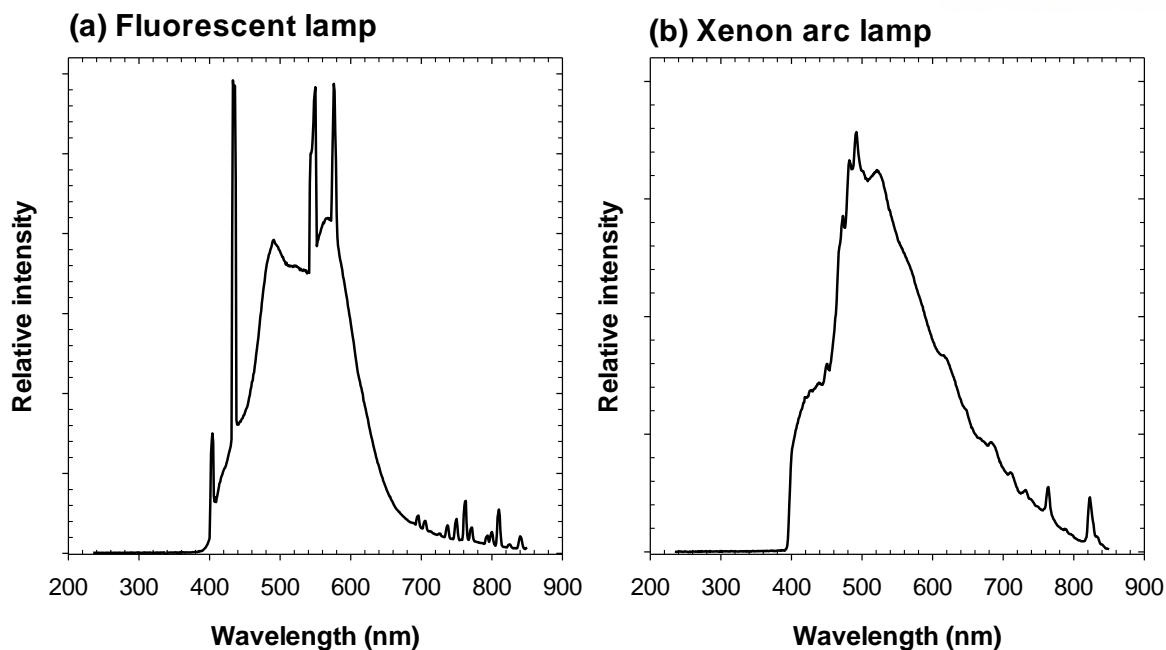 (a) Fluorescent lamp
Relative intensity
200 300 400 500 600 700 800 900
Wavelength (nm)
(b) Xenon arc lamp
Relative intensity
200 300 400 500 600 700 800 900
Wavelength (nm)